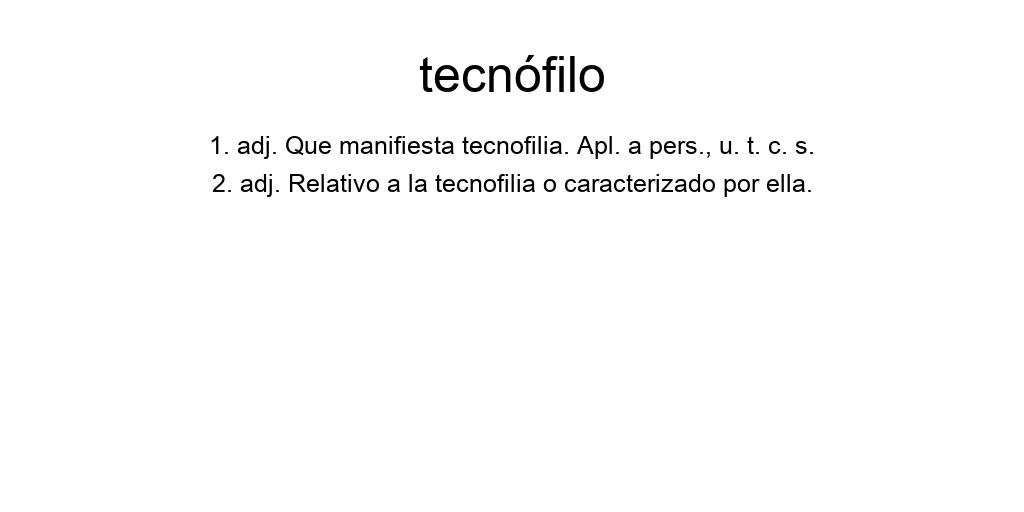 tecnófilo
1. adj. Que manifiesta tecnofilia. Apl. a pers., u. t. c. s.
2. adj. Relativo a la tecnofilia o caracterizado por ella.